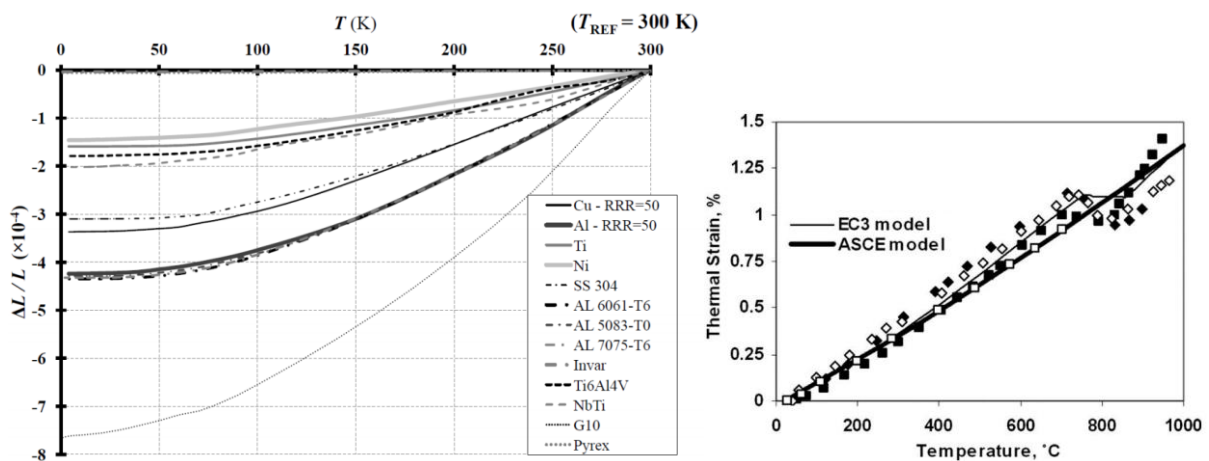 T (K)
(T_REF = 300 K)
0 50 100 150 200 250 300
0
-1
-2
-3
-4
-5
-6
-7
-8
ΔL / L (×10⁻⁴)
Cu - RRR=50
Al - RRR=50
Ti
Ni
SS 304
AL 6061-T6
AL 5083-T0
AL 7075-T6
Invar
Ti6Al4V
NbTi
G10
Pyrex
1.5
1.25
1
0.75
0.5
0.25
0
Thermal Strain, %
EC3 model
ASCE model
0 200 400 600 800 1000
Temperature, ˚C